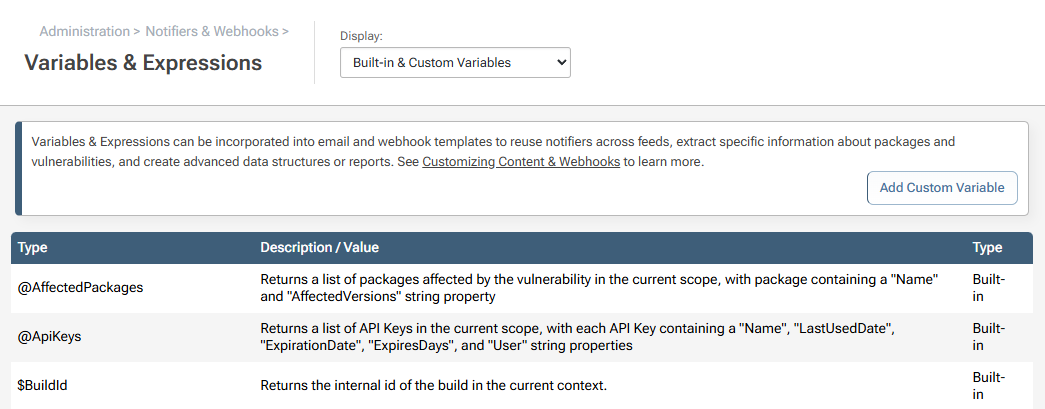 Administration > Notifiers & Webhooks >
Variables & Expressions
Display:
Built-in & Custom Variables
Variables & Expressions can be incorporated into email and webhook templates to reuse notifiers across feeds, extract specific information about packages and
vulnerabilities, and create advanced data structures or reports. See Customizing Content & Webhooks to learn more.
Add Custom Variable
Type Description / Value Type
@AffectedPackages
Returns a list of packages affected by the vulnerability in the current scope, with package containing a "Name"
and "AffectedVersions" string property
Built-
in
@ApiKeys
Returns a list of API Keys in the current scope, with each API Key containing a "Name", "LastUsedDate",
"ExpirationDate", "ExpiresDays", and "User" string properties
Built-
in
$BuildId
Returns the internal id of the build in the current context.
Built-
in